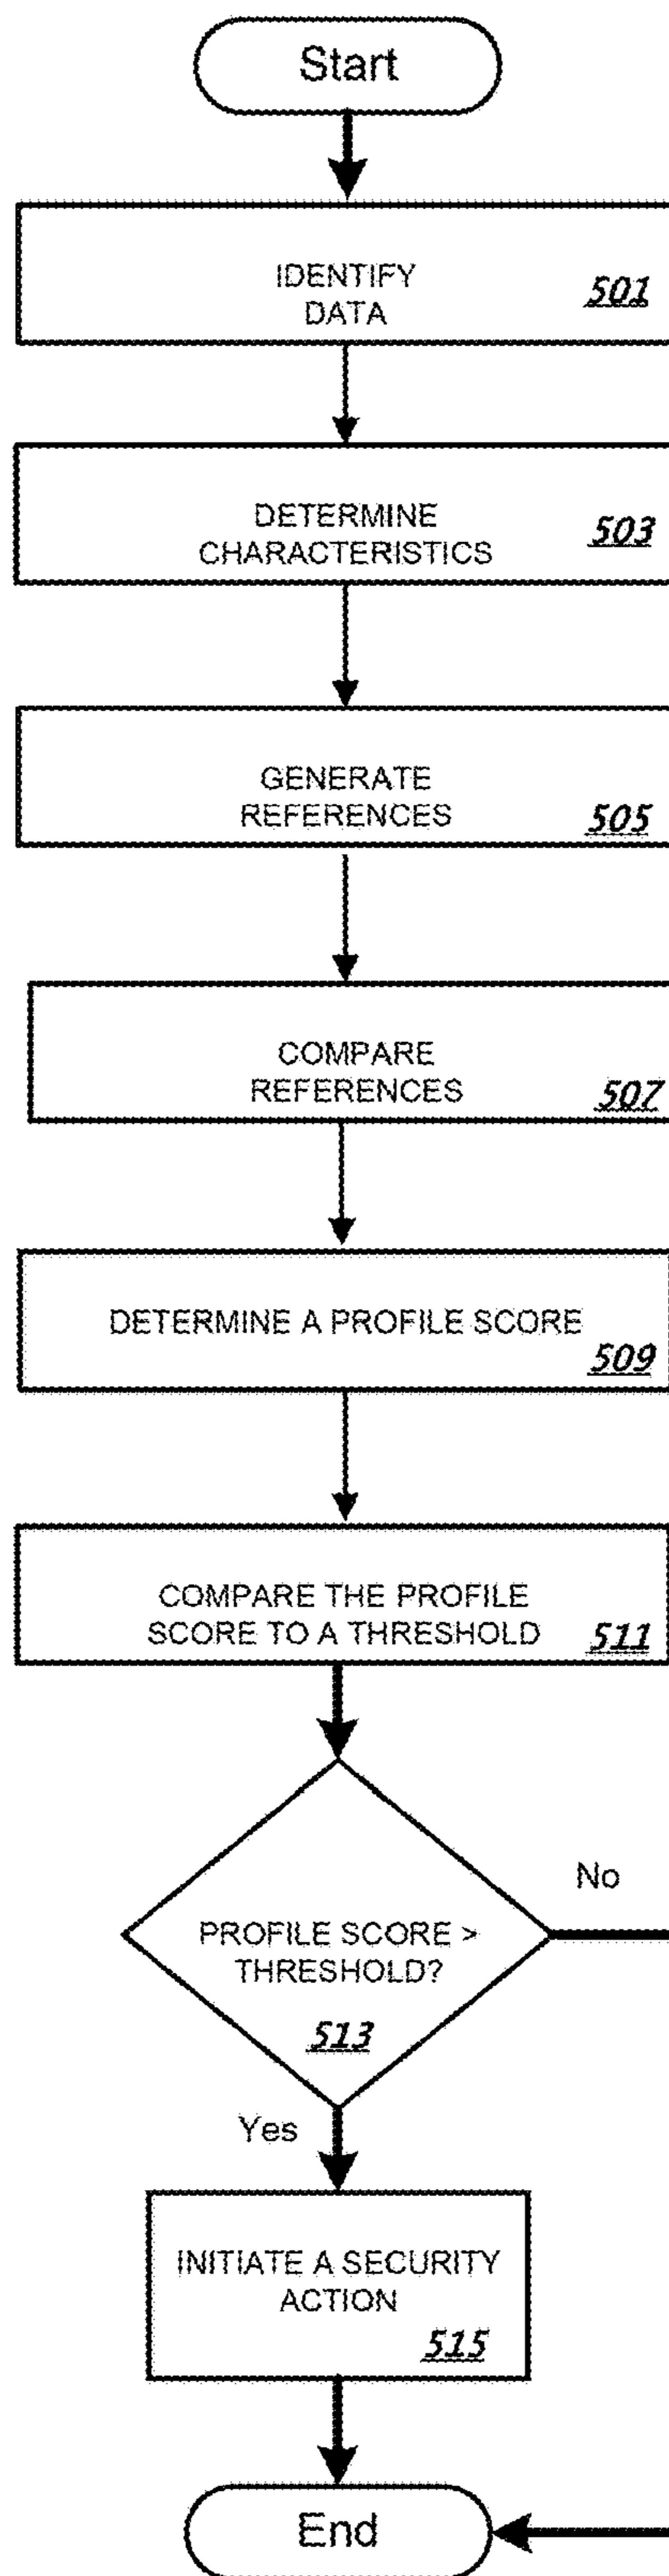 Start
IDENTIFY
DATA
501
DETERMINE
CHARACTERISTICS
503
GENERATE
REFERENCES
505
COMPARE
REFERENCES
507
DETERMINE A PROFILE SCORE
509
COMPARE THE PROFILE
SCORE TO A THRESHOLD
511
No
PROFILE SCORE >
THRESHOLD?
513
Yes
INITIATE A SECURITY
ACTION
515
End